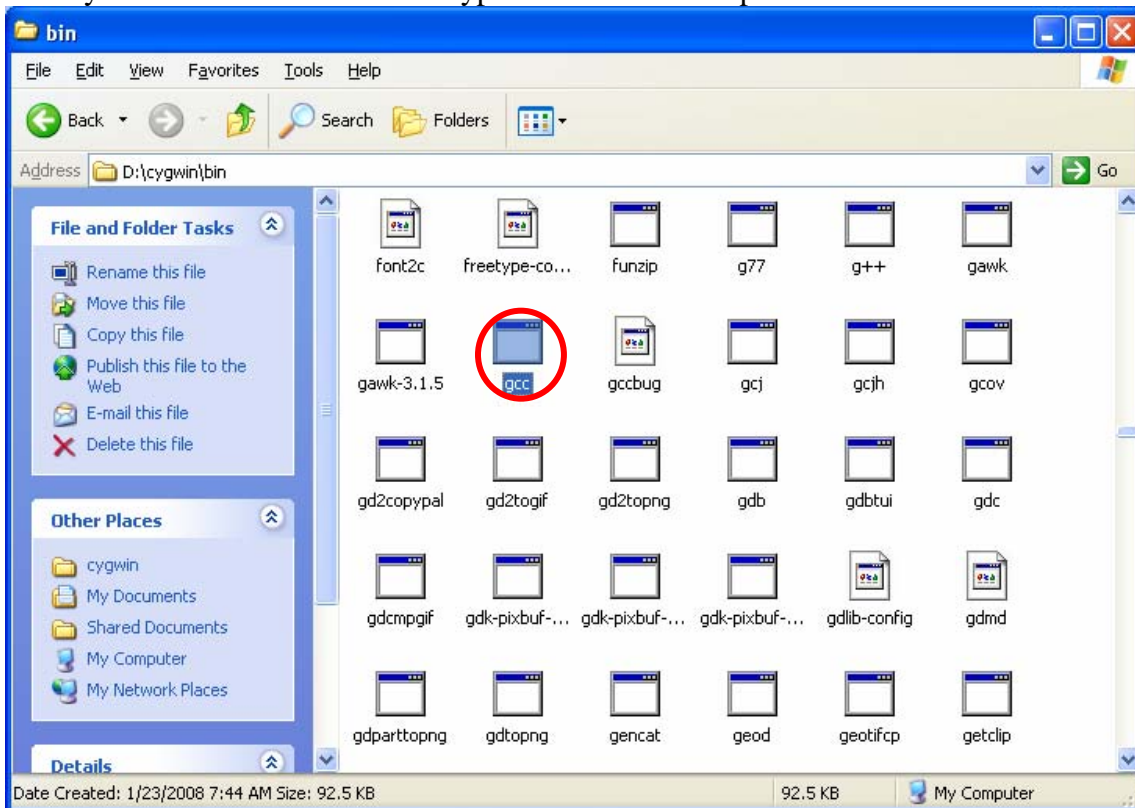 bin
File Edit View Favorites Tools Help
Back Search Folders
Address D:\cygwin\bin Go
File and Folder Tasks
Rename this file
Move this file
Copy this file
Publish this file to the
Web
E-mail this file
Delete this file
Other Places
cygwin
My Documents
Shared Documents
My Computer
My Network Places
Details
font2c freetype-co... funzip g77 g++ gawk
gawk-3.1.5 gcc gccbug gcj gcjh gcov
gd2copypal gd2togif gd2topng gdb gdbtui gdc
gdcmpgif gdk-pixbuf-... gdk-pixbuf-... gdk-pixbuf-... gdlib-config gdmd
gdparttopng gdtopng gencat geod geotifcp getclip
Date Created: 1/23/2008 7:44 AM Size: 92.5 KB 92.5 KB My Computer